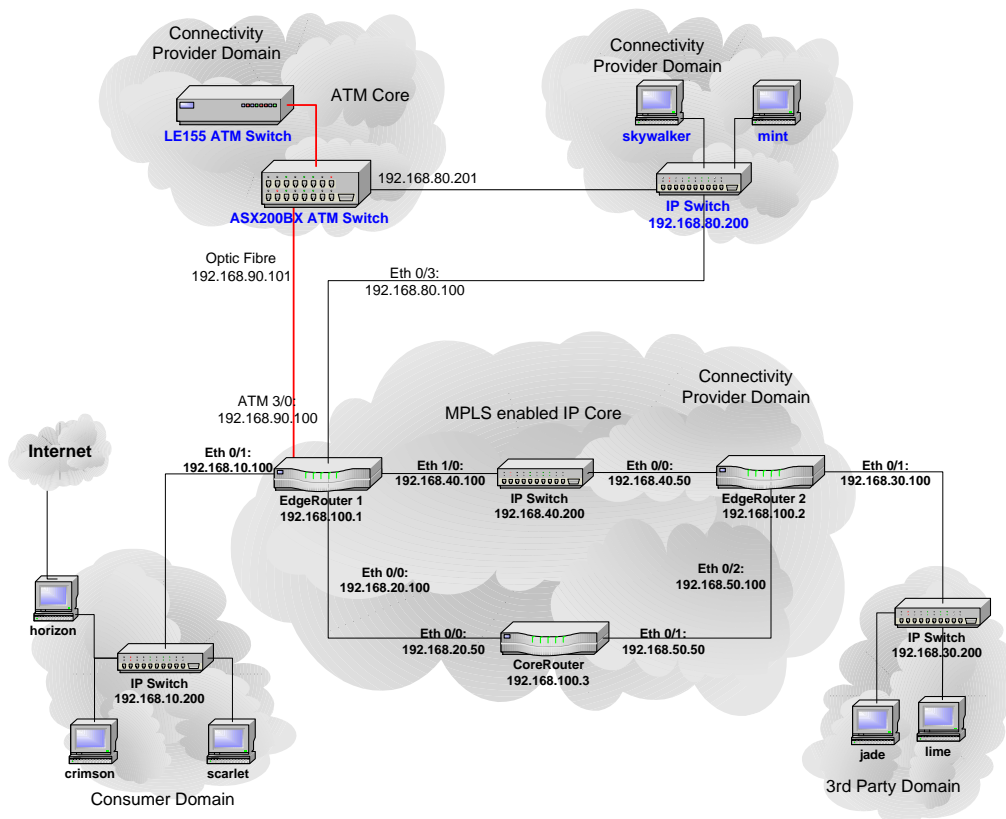 Connectivity
Provider Domain
ATM Core
LE155 ATM Switch
ASX200BX ATM Switch
192.168.80.201
Connectivity
Provider Domain
skywalker
mint
IP Switch
192.168.80.200
Optic Fibre
192.168.90.101
Eth 0/3:
192.168.80.100
ATM 3/0:
192.168.90.100
MPLS enabled IP Core
Connectivity
Provider Domain
Internet
Eth 0/1:
192.168.10.100
EdgeRouter 1
192.168.100.1
Eth 1/0:
192.168.40.100
IP Switch
192.168.40.200
Eth 0/0:
192.168.40.50
EdgeRouter 2
192.168.100.2
Eth 0/1:
192.168.30.100
Eth 0/0:
192.168.20.100
Eth 0/2:
192.168.50.100
Eth 0/0:
192.168.20.50
CoreRouter
192.168.100.3
Eth 0/1:
192.168.50.50
horizon
IP Switch
192.168.10.200
crimson
scarlet
Consumer Domain
IP Switch
192.168.30.200
jade
lime
3rd Party Domain